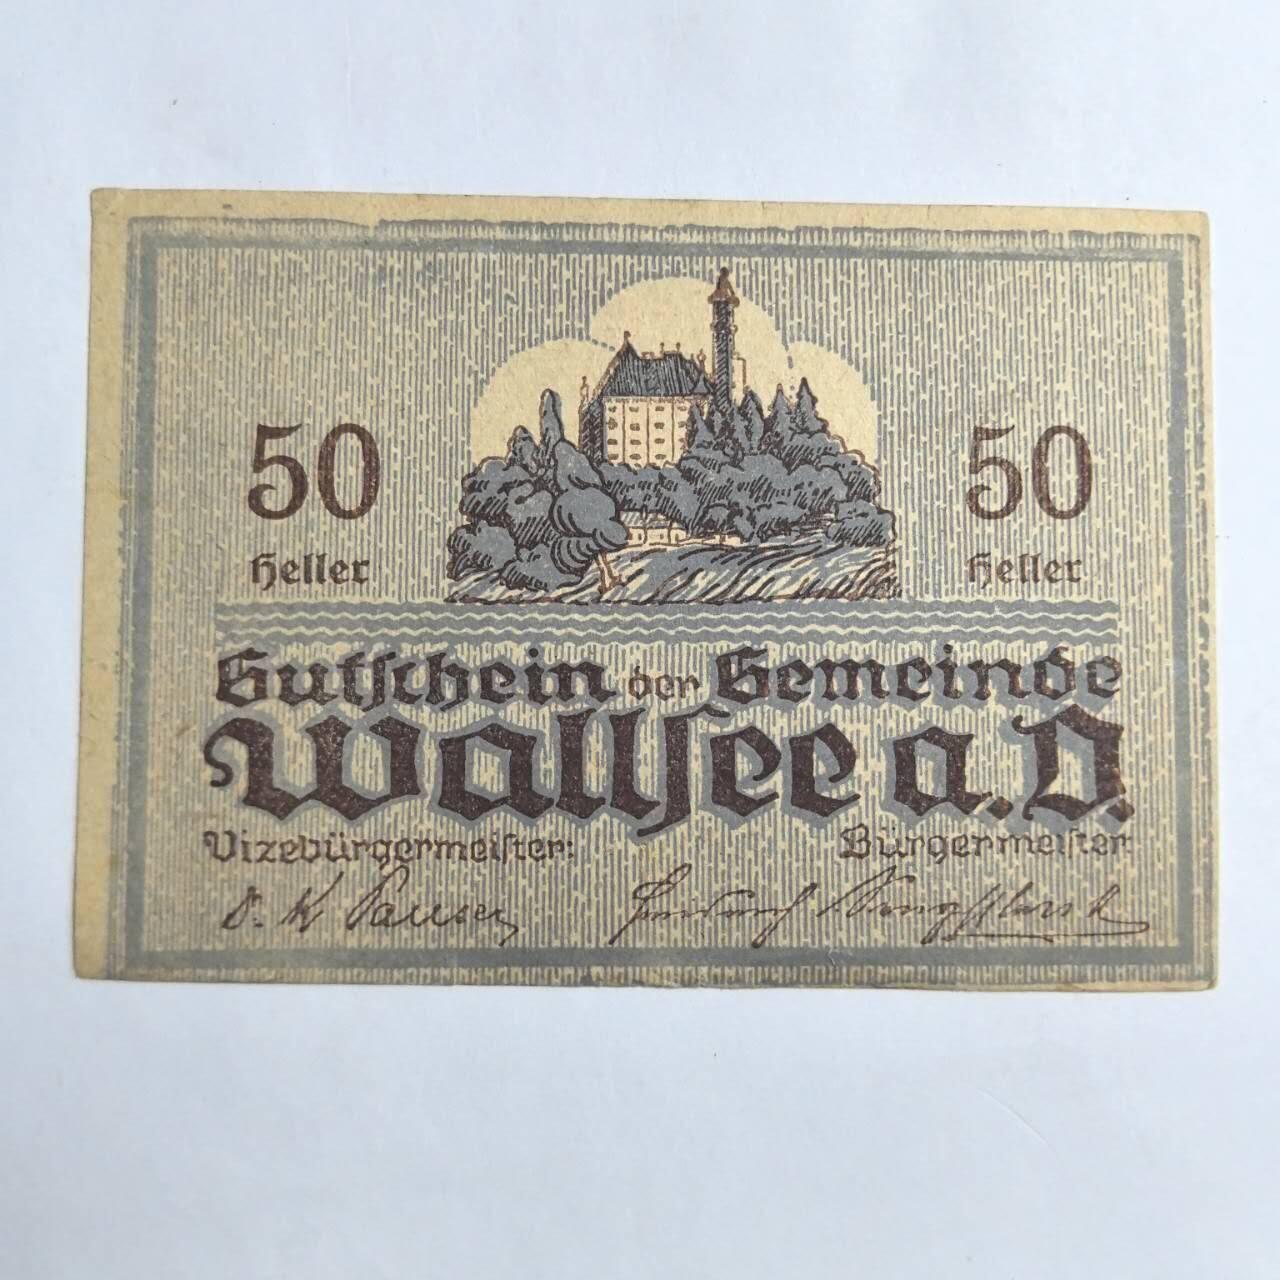 50 50
Heller Heller
Gutschein der Gemeinde
Wallsee a. D.
Vizebürgermeister: Bürgermeister: